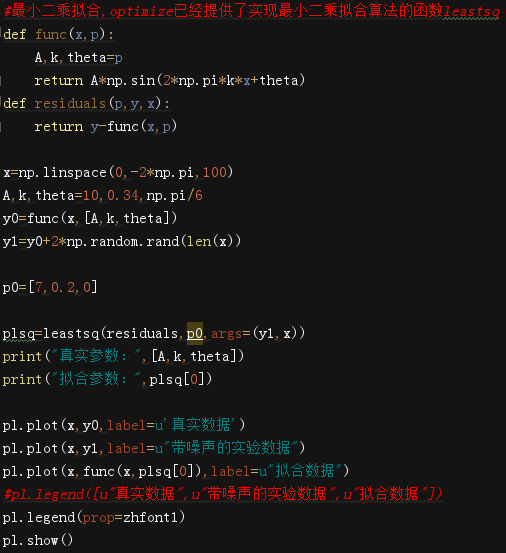 #最小二乘拟合,optimize已经提供了实现最小二乘拟合算法的函数leastsq
def func(x,p):
    A,k,theta=p
    return A*np.sin(2*np.pi*k*x+theta)
def residuals(p,y,x):
    return y-func(x,p)
x=np.linspace(0,-2*np.pi,100)
A,k,theta=10,0.34,np.pi/6
y0=func(x,[A,k,theta])
y1=y0+2*np.random.rand(len(x))
p0=[7,0.2,0]
plsq=leastsq(residuals,p0,args=(y1,x))
print("真实参数：",[A,k,theta])
print("拟合参数：",plsq[0])
pl.plot(x,y0,label=u'真实数据')
pl.plot(x,y1,label=u"带噪声的实验数据")
pl.plot(x,func(x,plsq[0]),label=u"拟合数据")
#pl.legend([u"真实数据",u"带噪声的实验数据",u"拟合数据"])
pl.legend(prop=zhfont1)
pl.show()